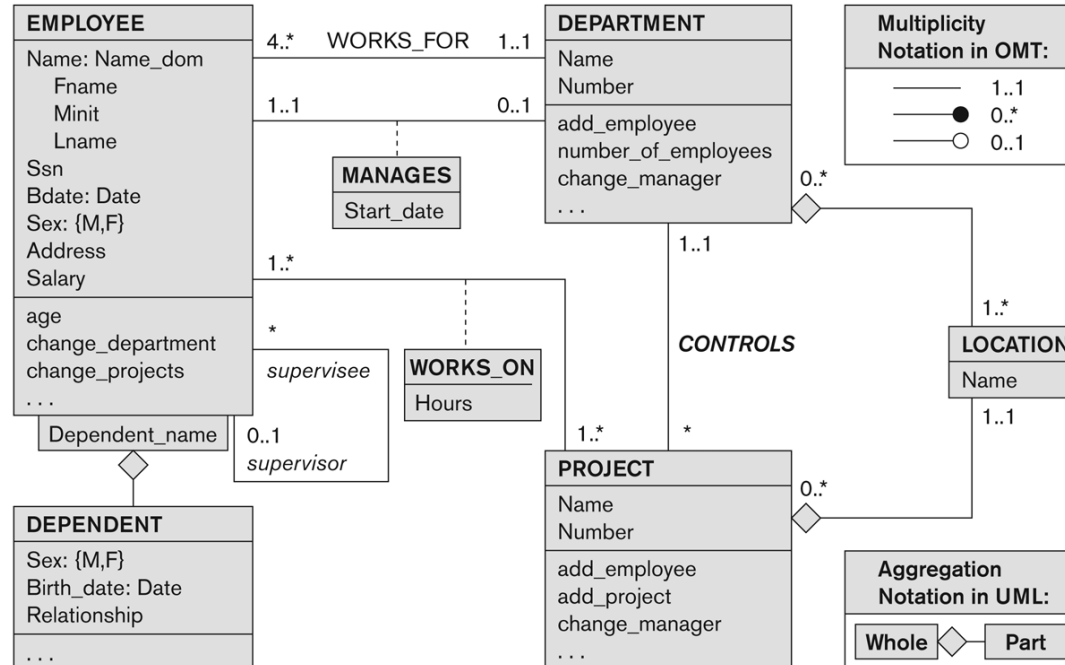 EMPLOYEE
Name: Name_dom
Fname
Minit
Lname
Ssn
Bdate: Date
Sex: {M,F}
Address
Salary
age
change_department
change_projects
. . .
Dependent_name
DEPENDENT
Sex: {M,F}
Birth_date: Date
Relationship
. . .
4..* WORKS_FOR 1..1
1..1 0..1
MANAGES
Start_date
1..*
*
supervisee
0..1
supervisor
WORKS_ON
Hours
1..*
DEPARTMENT
Name
Number
add_employee
number_of_employees
change_manager
. . .
0..*
1..1
CONTROLS
*
PROJECT
Name
Number
add_employee
add_project
change_manager
. . .
0..*
1..*
LOCATION
Name
1..1
Multiplicity
Notation in OMT:
1..1
0..*
0..1
Aggregation
Notation in UML:
Whole Part